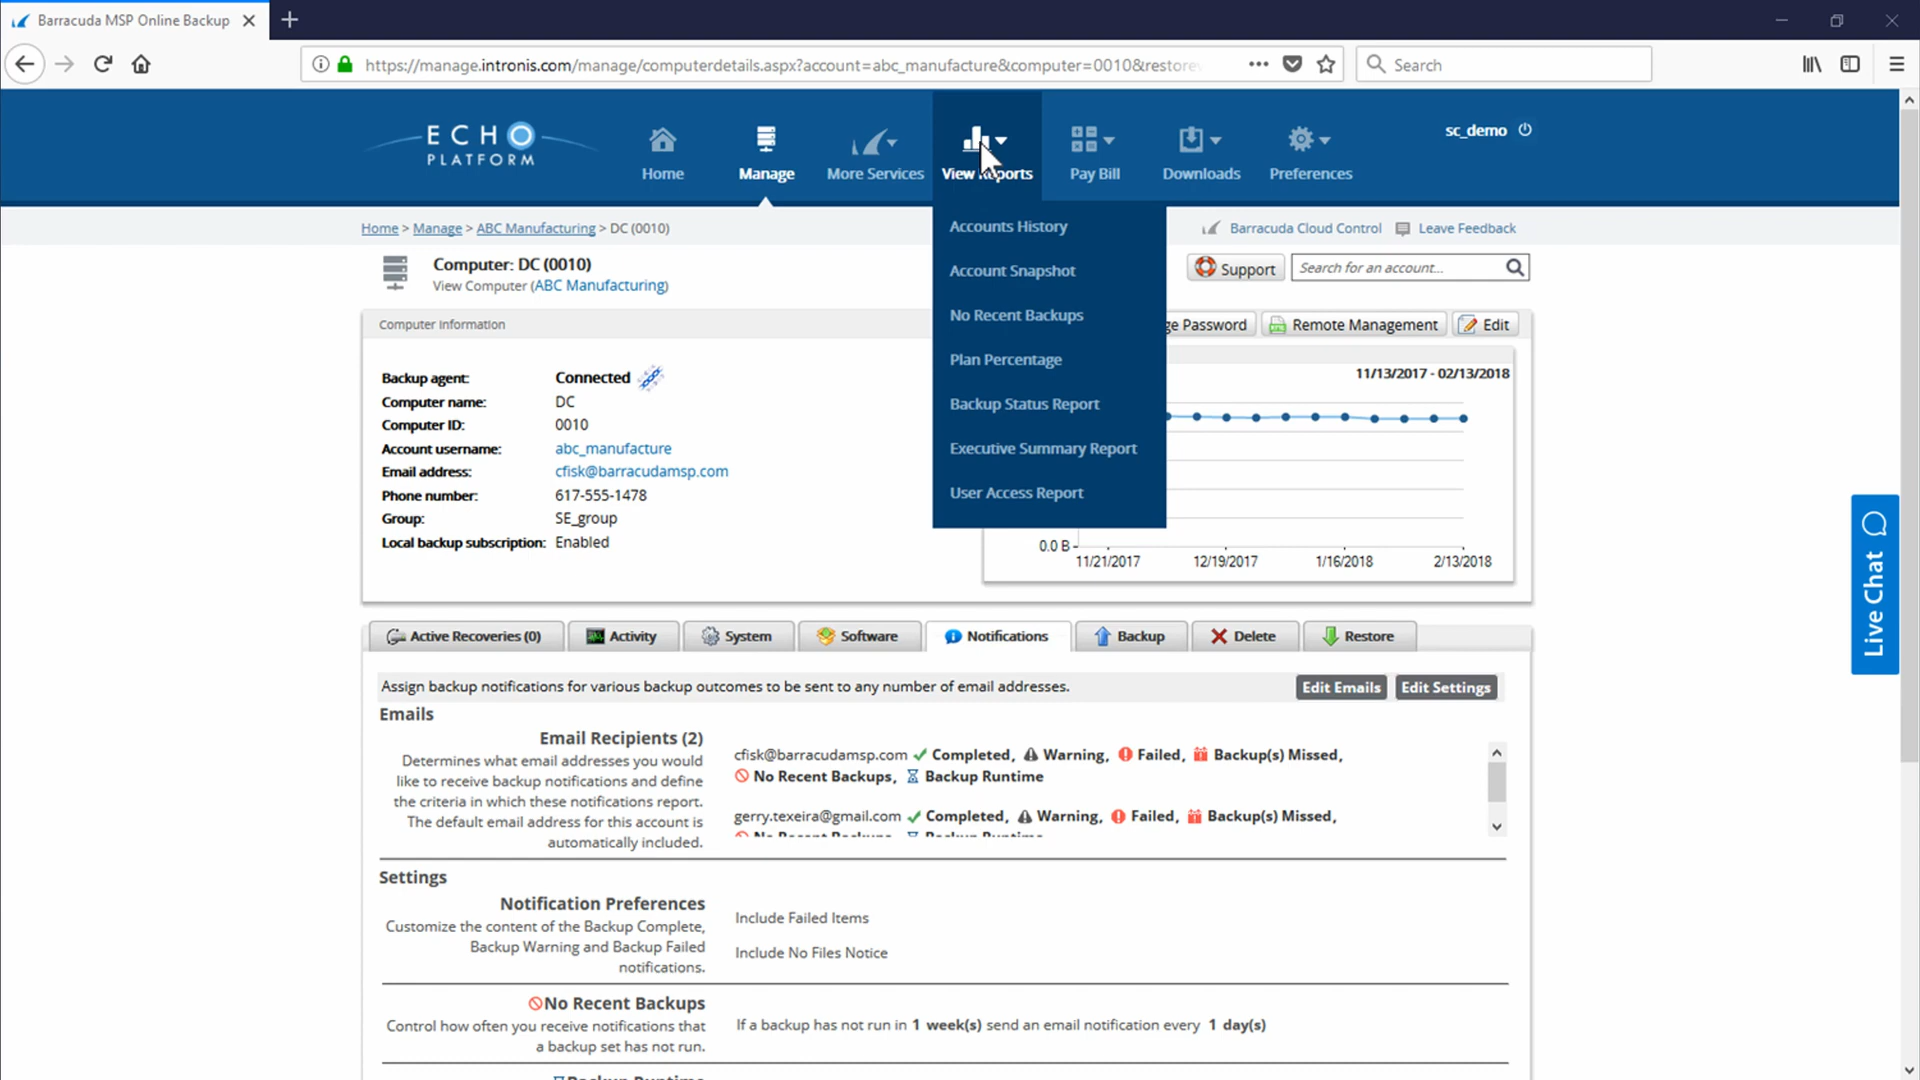 Barracuda MSP Online Backup
https://manage.intronis.com/manage/computerdetails.aspx?account=abc_manufacture&computer=0010&restorev
Search
ECHO
PLATFORM
Home
Manage
More Services
View Reports
Pay Bill
Downloads
Preferences
sc_demo
Home > Manage > ABC Manufacturing > DC (0010)
Barracuda Cloud Control
Leave Feedback
Computer: DC (0010)
View Computer (ABC Manufacturing)
Support
Search for an account...
Accounts History
Account Snapshot
No Recent Backups
Plan Percentage
Backup Status Report
Executive Summary Report
User Access Report
Computer Information
ge Password
Remote Management
Edit
Backup agent: Connected
Computer name: DC
Computer ID: 0010
Account username: abc_manufacture
Email address: cfisk@barracudamsp.com
Phone number: 617-555-1478
Group: SE_group
Local backup subscription: Enabled
11/13/2017 - 02/13/2018
0.0 B
11/21/2017 12/19/2017 1/16/2018 2/13/2018
Live Chat
Active Recoveries (0)
Activity
System
Software
Notifications
Backup
Delete
Restore
Assign backup notifications for various backup outcomes to be sent to any number of email addresses.
Edit Emails
Edit Settings
Emails
Email Recipients (2)
Determines what email addresses you would
like to receive backup notifications and define
the criteria in which these notifications report.
The default email address for this account is
automatically included.
cfisk@barracudamsp.com Completed, Warning, Failed, Backup(s) Missed,
No Recent Backups, Backup Runtime
gerry.texeira@gmail.com Completed, Warning, Failed, Backup(s) Missed,
No Recent Backups, Backup Runtime
Settings
Notification Preferences
Customize the content of the Backup Complete,
Backup Warning and Backup Failed
notifications.
Include Failed Items
Include No Files Notice
No Recent Backups
Control how often you receive notifications that
a backup set has not run.
If a backup has not run in 1 week(s) send an email notification every 1 day(s)
Backup Runtime